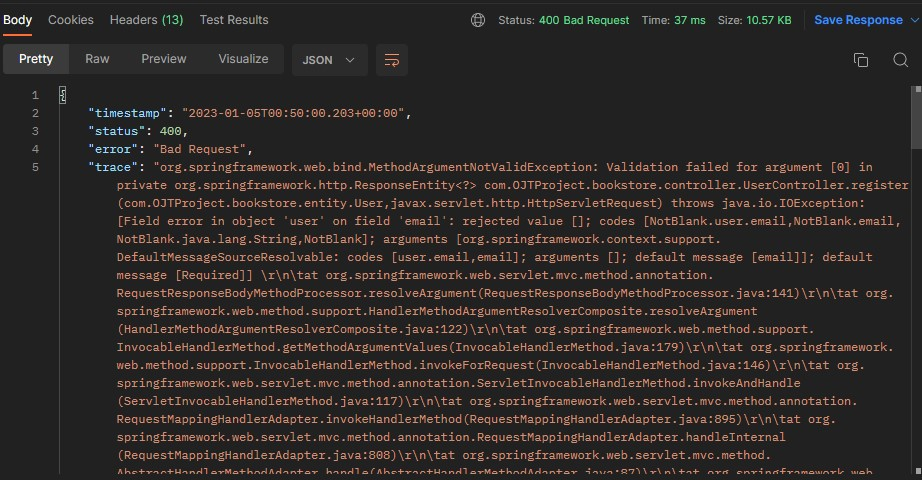 Body Cookies Headers (13) Test Results Status: 400 Bad Request Time: 37 ms Size: 10.57 KB Save Response
Pretty Raw Preview Visualize JSON
1 {
2 "timestamp": "2023-01-05T00:50:00.203+00:00",
3 "status": 400,
4 "error": "Bad Request",
5 "trace": "org.springframework.web.bind.MethodArgumentNotValidException: Validation failed for argument [0] in
private org.springframework.http.ResponseEntity<?> com.OJTProject.bookstore.controller.UserController.register
(com.OJTProject.bookstore.entity.User,javax.servlet.http.HttpServletRequest) throws java.io.IOException:
[Field error in object 'user' on field 'email': rejected value []; codes [NotBlank.user.email,NotBlank.email,
NotBlank.java.lang.String,NotBlank]; arguments [org.springframework.context.support.
DefaultMessageSourceResolvable: codes [user.email,email]; arguments []; default message [email]]; default
message [Required]] \r\n\tat org.springframework.web.servlet.mvc.method.annotation.
RequestResponseBodyMethodProcessor.resolveArgument(RequestResponseBodyMethodProcessor.java:141)\r\n\tat org.
springframework.web.method.support.HandlerMethodArgumentResolverComposite.resolveArgument
(HandlerMethodArgumentResolverComposite.java:122)\r\n\tat org.springframework.web.method.support.
InvocableHandlerMethod.getMethodArgumentValues(InvocableHandlerMethod.java:179)\r\n\tat org.springframework.
web.method.support.InvocableHandlerMethod.invokeForRequest(InvocableHandlerMethod.java:146)\r\n\tat org.
springframework.web.servlet.mvc.method.annotation.ServletInvocableHandlerMethod.invokeAndHandle
(ServletInvocableHandlerMethod.java:117)\r\n\tat org.springframework.web.servlet.mvc.method.annotation.
RequestMappingHandlerAdapter.invokeHandlerMethod(RequestMappingHandlerAdapter.java:895)\r\n\tat org.
springframework.web.servlet.mvc.method.annotation.RequestMappingHandlerAdapter.handleInternal
(RequestMappingHandlerAdapter.java:808)\r\n\tat org.springframework.web.servlet.mvc.method.
AbstractHandlerMethodAdapter.handle(AbstractHandlerMethodAdapter.java:87)\r\n\tat org.springframework.web.